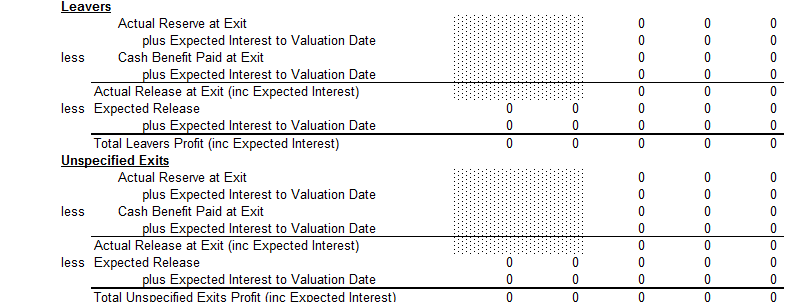 Leavers
Actual Reserve at Exit 0 0 0
plus Expected Interest to Valuation Date 0 0 0
less Cash Benefit Paid at Exit 0 0 0
plus Expected Interest to Valuation Date 0 0 0
Actual Release at Exit (inc Expected Interest) 0 0 0
less Expected Release 0 0 0 0 0
plus Expected Interest to Valuation Date 0 0 0 0 0
Total Leavers Profit (inc Expected Interest) 0 0 0 0 0
Unspecified Exits
Actual Reserve at Exit 0 0 0
plus Expected Interest to Valuation Date 0 0 0
less Cash Benefit Paid at Exit 0 0 0
plus Expected Interest to Valuation Date 0 0 0
Actual Release at Exit (inc Expected Interest) 0 0 0
less Expected Release 0 0 0 0 0
plus Expected Interest to Valuation Date 0 0 0 0 0
Total Unspecified Exits Profit (inc Expected Interest) 0 0 0 0 0